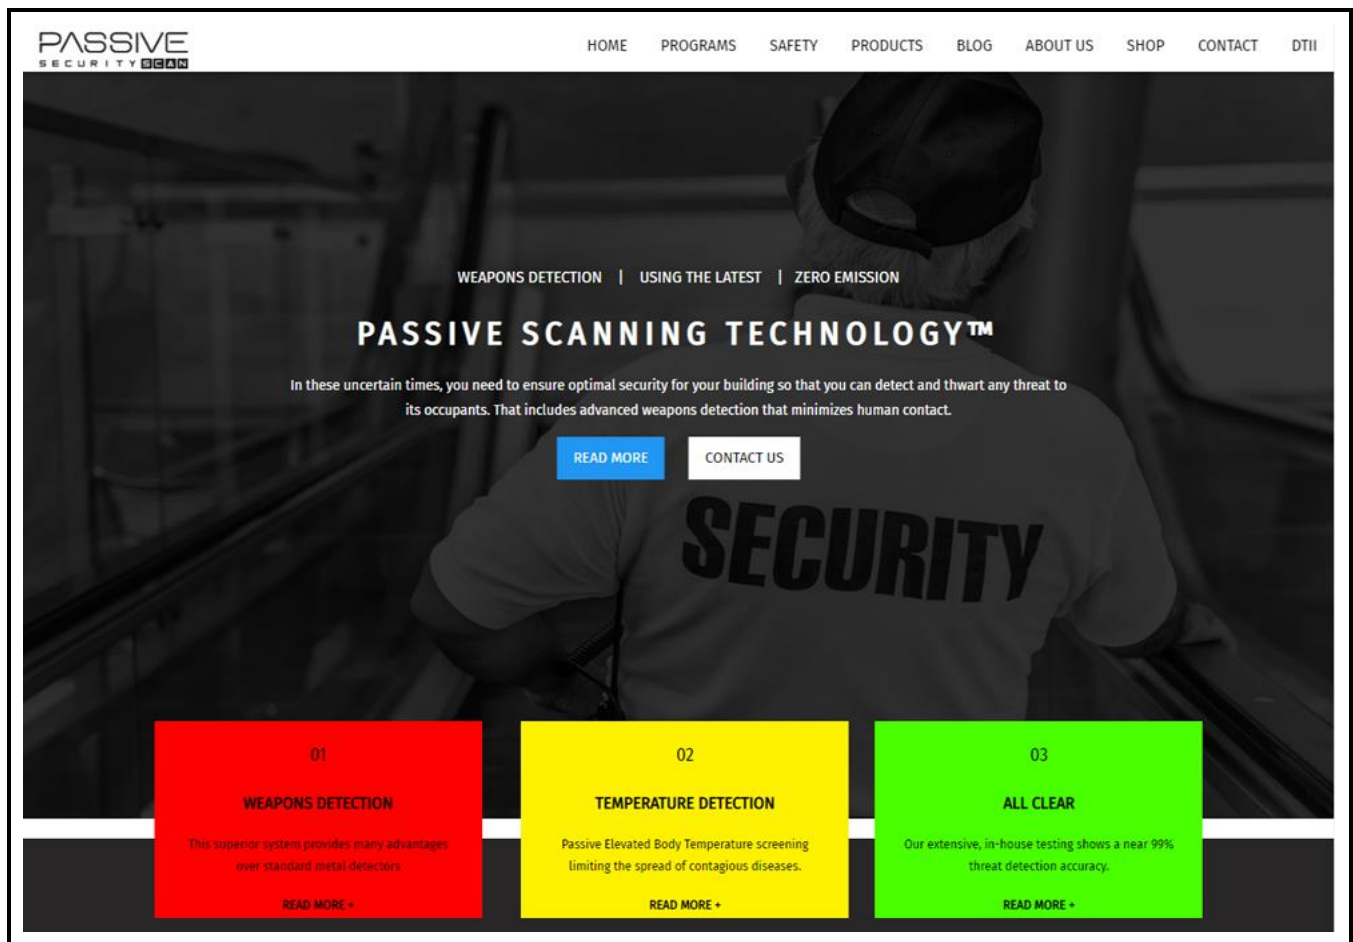 PASSIVE
SECURITY SCAN
HOME PROGRAMS SAFETY PRODUCTS BLOG ABOUT US SHOP CONTACT DTII
WEAPONS DETECTION | USING THE LATEST | ZERO EMISSION
PASSIVE SCANNING TECHNOLOGY™
In these uncertain times, you need to ensure optimal security for your building so that you can detect and thwart any threat to
its occupants. That includes advanced weapons detection that minimizes human contact.
READ MORE CONTACT US
SECURITY
01
WEAPONS DETECTION
This superior system provides many advantages
over standard metal detectors
READ MORE +
02
TEMPERATURE DETECTION
Passive Elevated Body Temperature screening
limiting the spread of contagious diseases.
READ MORE +
03
ALL CLEAR
Our extensive, in-house testing shows a near 99%
threat detection accuracy.
READ MORE +